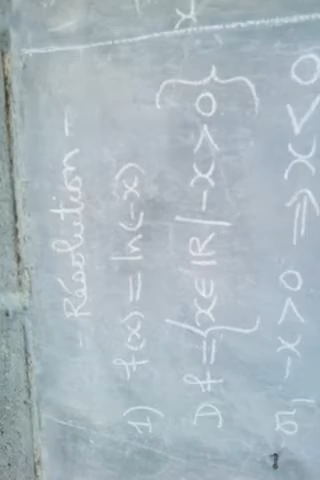 - Résolution -
1) f(x) = ln(-x)
Df = {x ∈ IR / -x > 0}
-x > 0 ⟹ x < 0